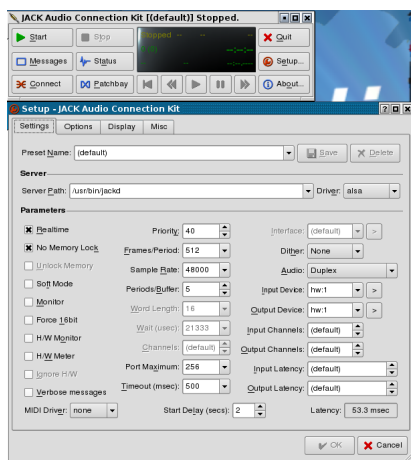 JACK Audio Connection Kit [(default)] Stopped.
Start Stop Stopped Quit
Messages Status Setup...
Connect Patchbay About...
Setup - JACK Audio Connection Kit
Settings Options Display Misc
Preset Name: (default) Save Delete
Server
Server Path: /usr/bin/jackd Driver: alsa
Parameters
Realtime Priority: 40 Interface: (default) >
No Memory Lock Frames/Period: 512 Dither: None
Unlock Memory Sample Rate: 48000 Audio: Duplex
Soft Mode Periods/Buffer: 5 Input Device: hw:1 >
Monitor Word Length: 16 Output Device: hw:1 >
Force 16bit Wait (usec): 21333 Input Channels: (default)
H/W Monitor Channels: (default) Output Channels: (default)
H/W Meter Port Maximum: 256 Input Latency: (default)
Ignore H/W Timeout (msec): 500 Output Latency: (default)
Verbose messages
MIDI Driver: none Start Delay (secs): 2 Latency: 53.3 msec
OK Cancel